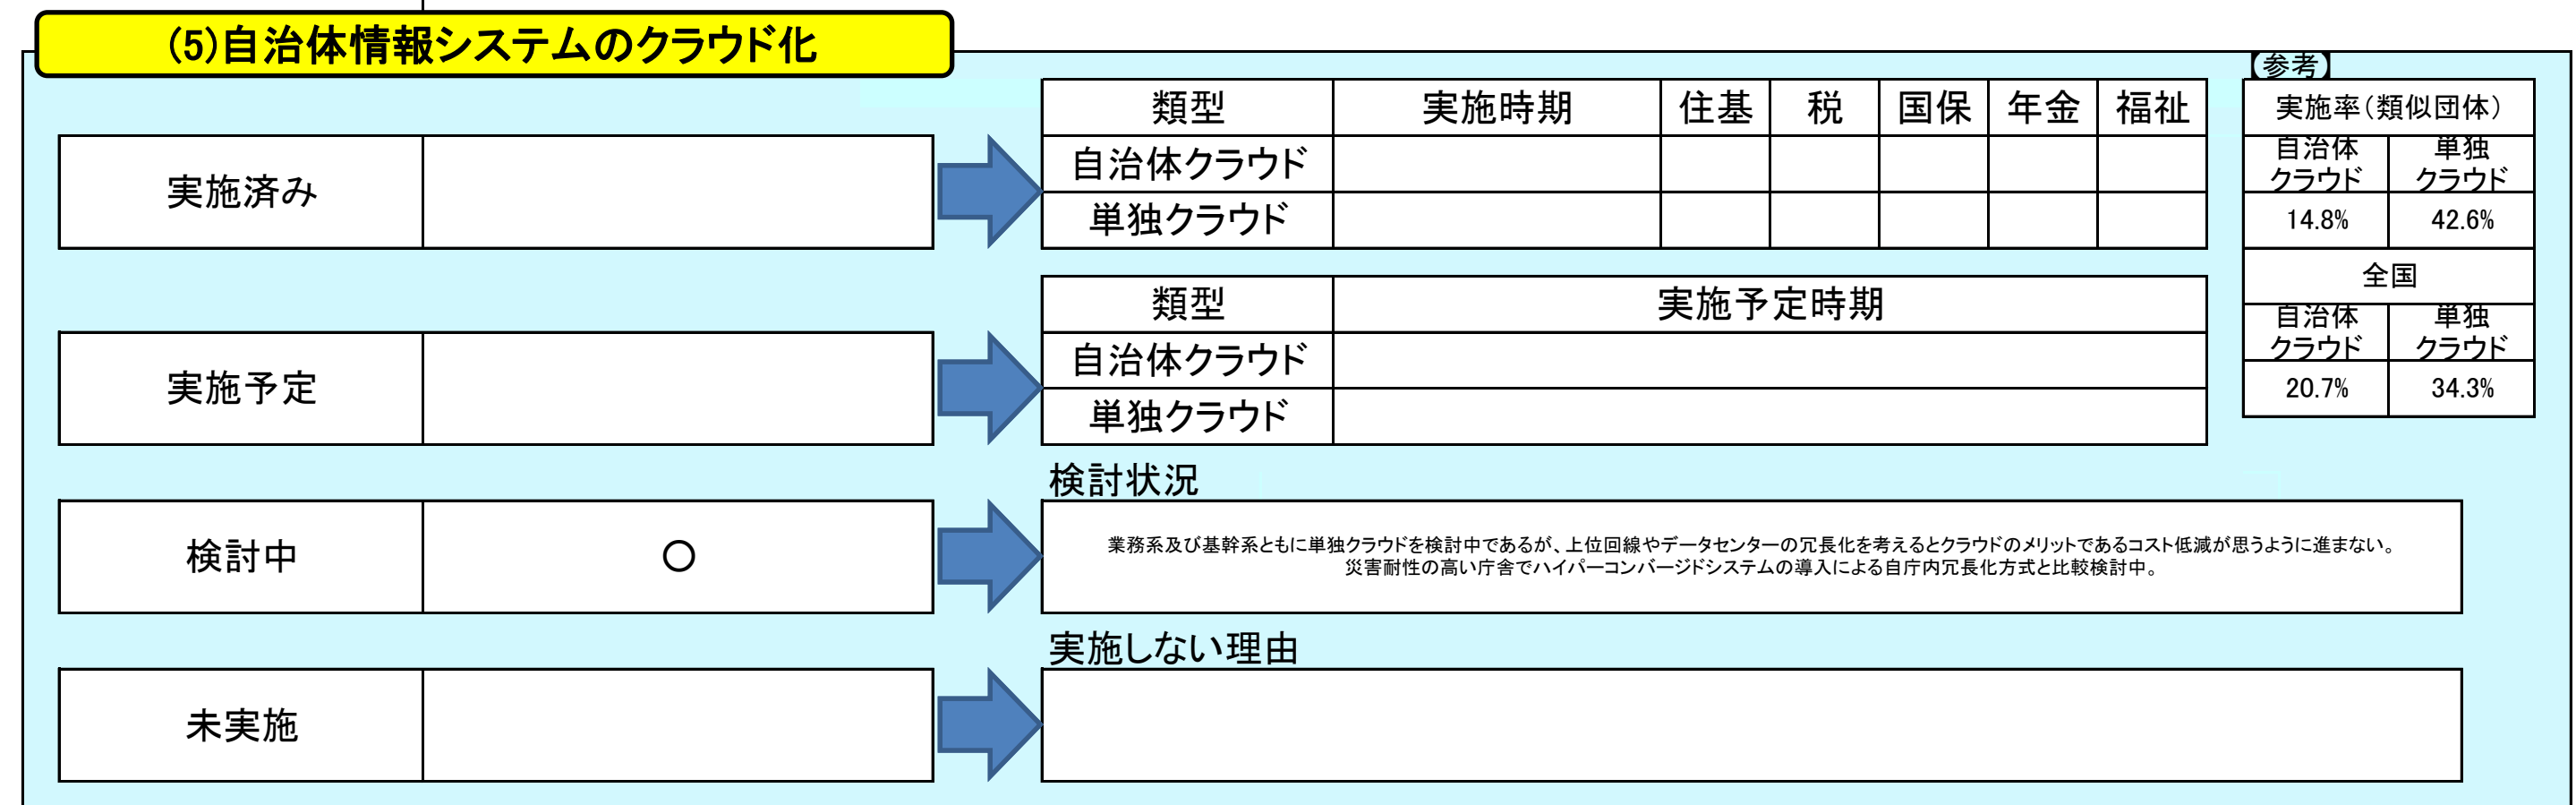 (5)自治体情報システムのクラウド化
実施済み
類型 実施時期 住基 税 国保 年金 福祉
自治体クラウド
単独クラウド
実施予定
類型 実施予定時期
自治体クラウド
単独クラウド
検討中 〇
検討状況
業務系及び基幹系ともに単独クラウドを検討中であるが、上位回線やデータセンターの冗長化を考えるとクラウドのメリットであるコスト低減が思うように進まない。
災害耐性の高い庁舎でハイパーコンバージドシステムの導入による自庁内冗長化方式と比較検討中。
未実施
実施しない理由
【参考】
実施率(類似団体)
自治体 単独
クラウド クラウド
14.8% 42.6%
全国
自治体 単独
クラウド クラウド
20.7% 34.3%